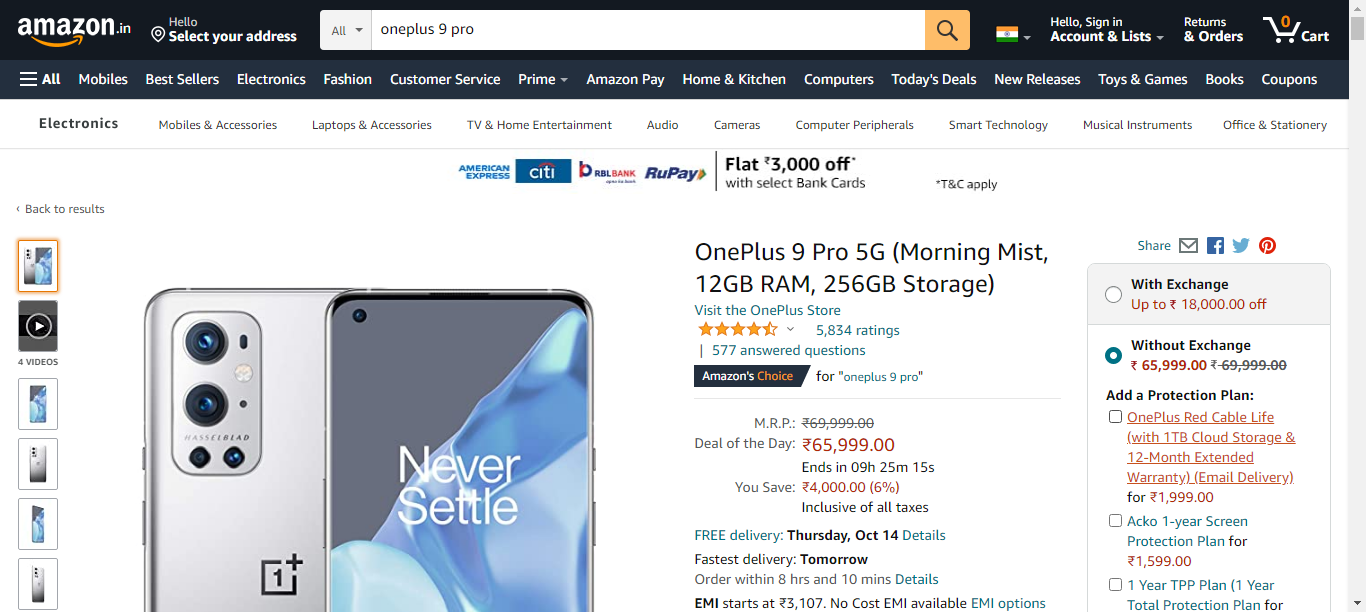 amazon.in
Hello
Select your address
All
oneplus 9 pro
Hello, Sign in
Account & Lists
Returns
& Orders
0
Cart
All Mobiles Best Sellers Electronics Fashion Customer Service Prime Amazon Pay Home & Kitchen Computers Today's Deals New Releases Toys & Games Books Coupons
Electronics Mobiles & Accessories Laptops & Accessories TV & Home Entertainment Audio Cameras Computer Peripherals Smart Technology Musical Instruments Office & Stationery
AMERICAN
EXPRESS
citi
RBLBANK
RuPay
Flat ₹3,000 off*
with select Bank Cards
*T&C apply
‹ Back to results
4 VIDEOS
HASSELBLAD
Never
Settle
1+
OnePlus 9 Pro 5G (Morning Mist,
12GB RAM, 256GB Storage)
Visit the OnePlus Store
5,834 ratings
| 577 answered questions
Amazon's Choice for "oneplus 9 pro"
M.R.P.: ₹69,999.00
Deal of the Day: ₹65,999.00
Ends in 09h 25m 15s
You Save: ₹4,000.00 (6%)
Inclusive of all taxes
FREE delivery: Thursday, Oct 14 Details
Fastest delivery: Tomorrow
Order within 8 hrs and 10 mins Details
EMI starts at ₹3,107. No Cost EMI available EMI options
Share
With Exchange
Up to ₹ 18,000.00 off
Without Exchange
₹ 65,999.00 ₹ 69,999.00
Add a Protection Plan:
OnePlus Red Cable Life
(with 1TB Cloud Storage &
12-Month Extended
Warranty) (Email Delivery)
for ₹1,999.00
Acko 1-year Screen
Protection Plan for
₹1,599.00
1 Year TPP Plan (1 Year
Total Protection Plan for